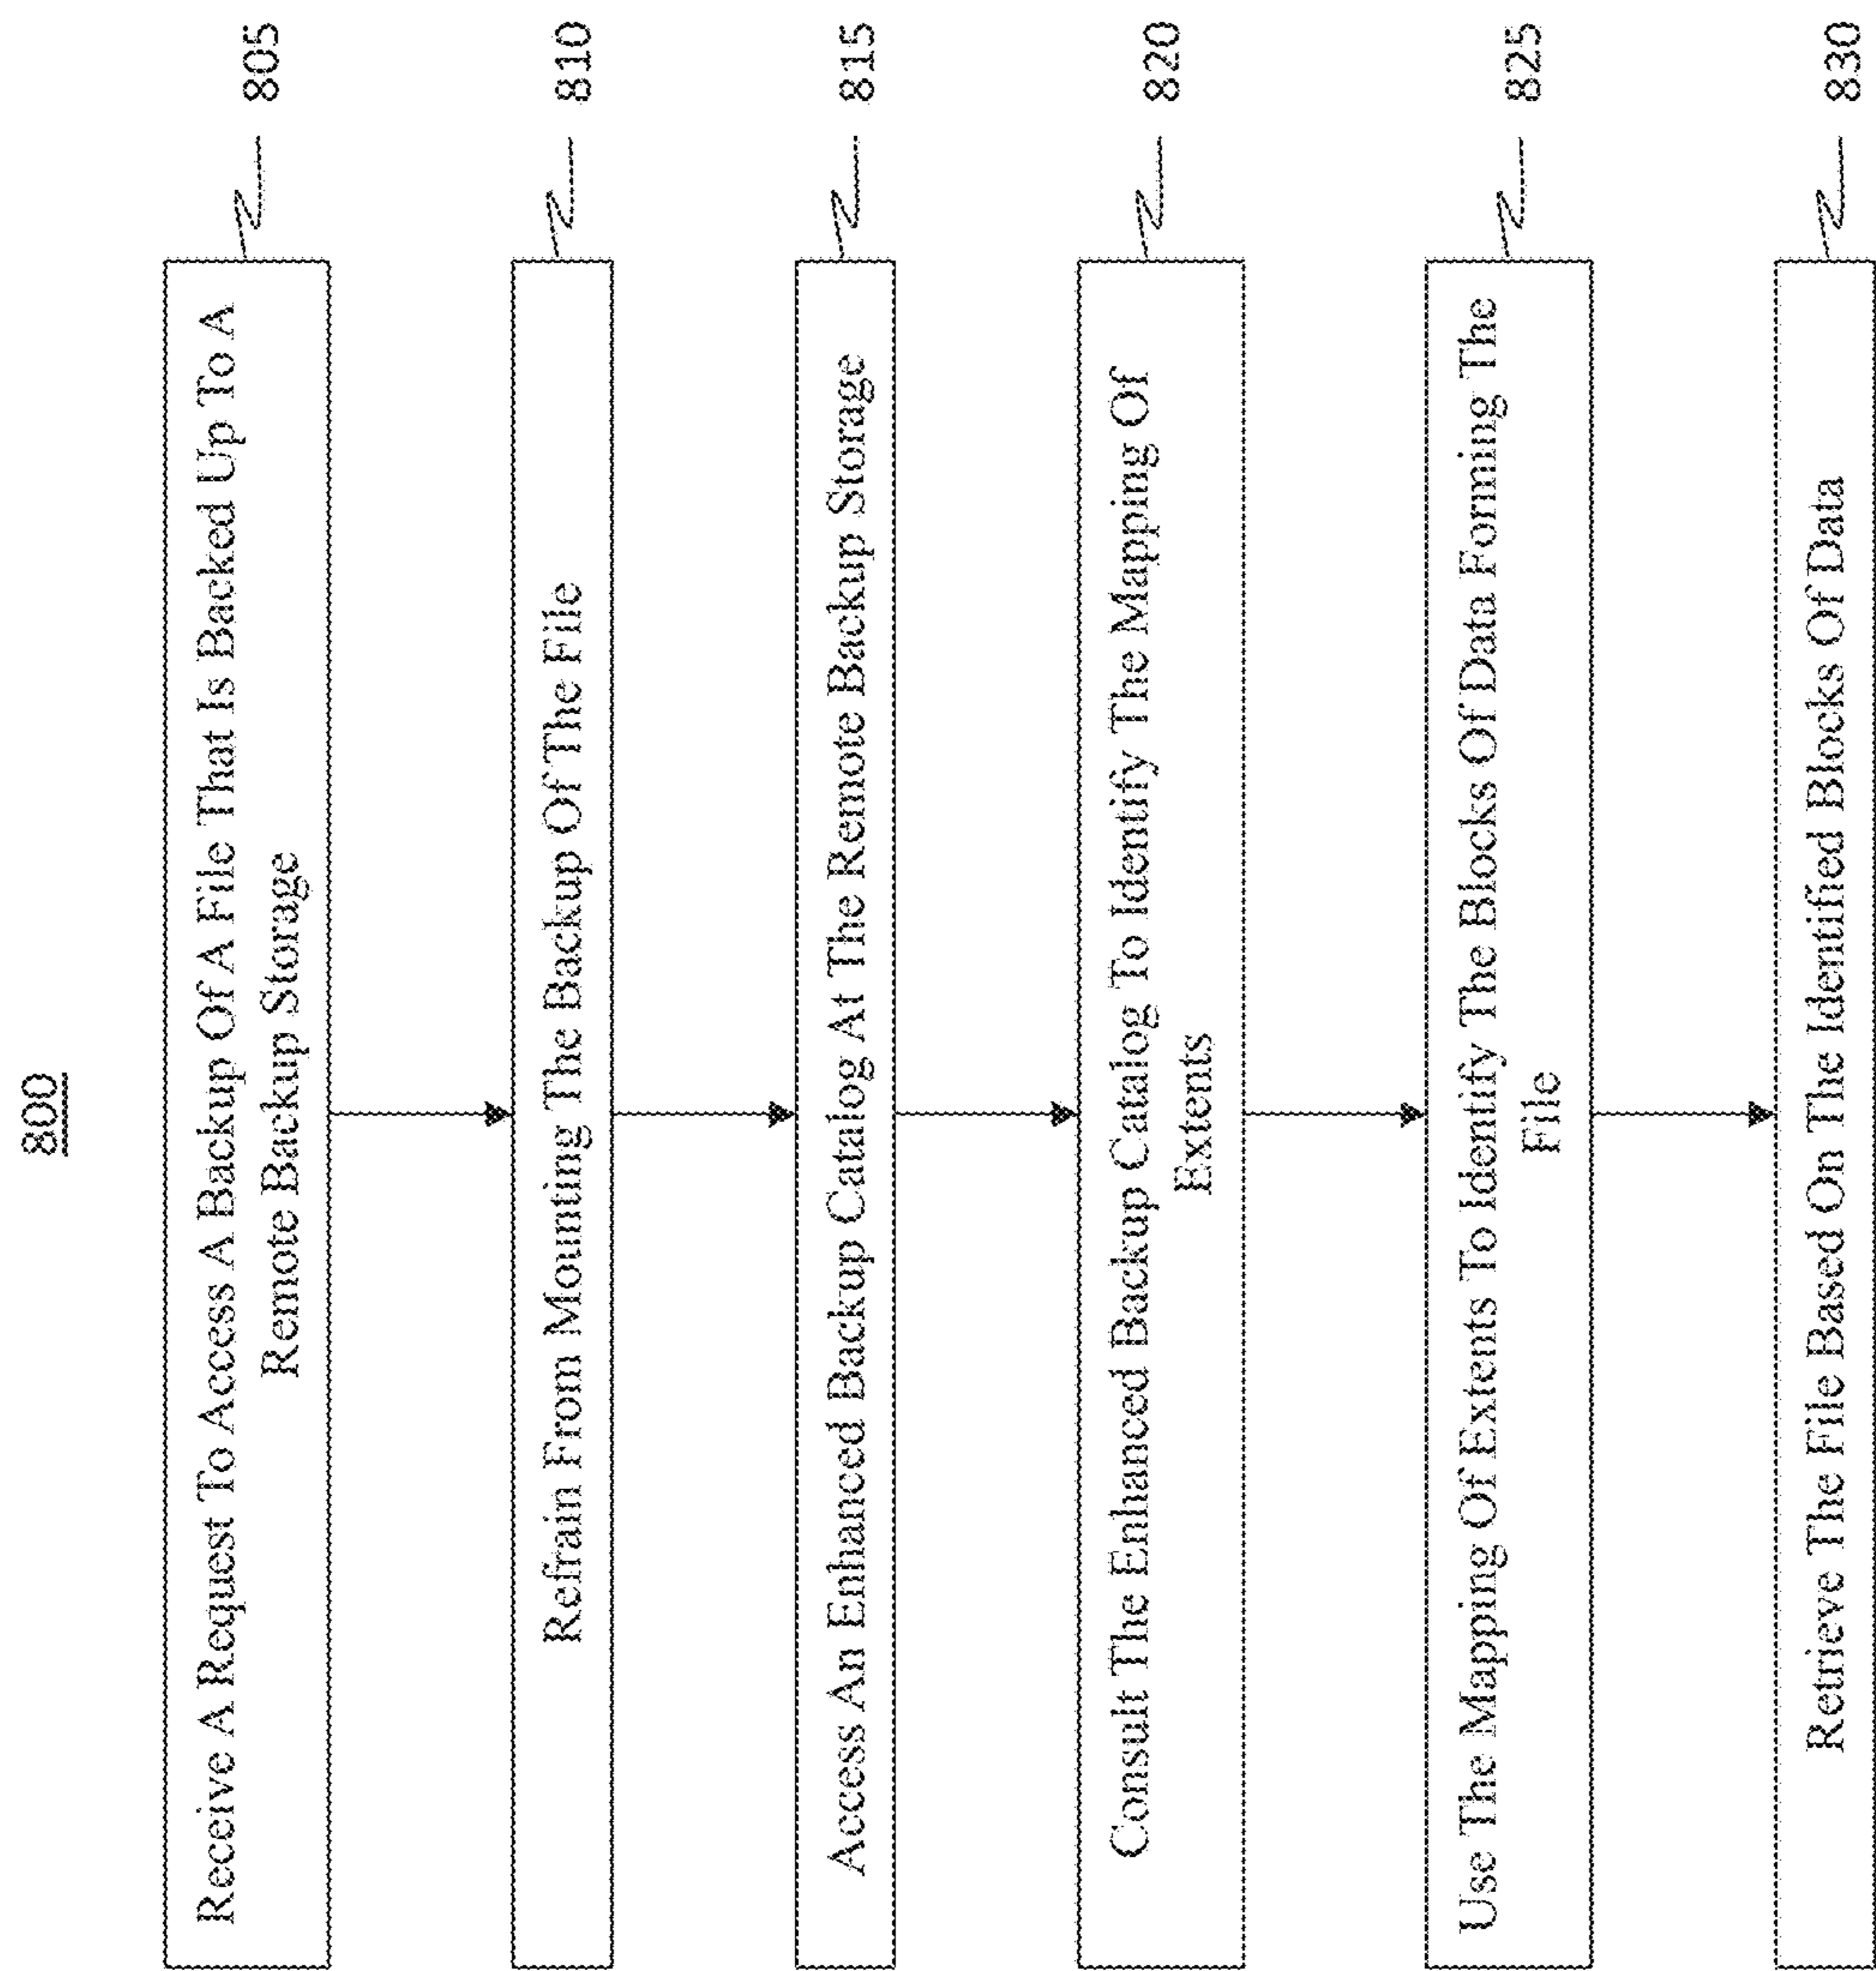 800
Receive A Request To Access A Backup Of A File That Is Backed Up To A
Remote Backup Storage
805
Refrain From Mounting The Backup Of The File
810
Access An Enhanced Backup Catalog At The Remote Backup Storage
815
Consult The Enhanced Backup Catalog To Identify The Mapping Of
Extents
820
Use The Mapping Of Extents To Identify The Blocks Of Data Forming The
File
825
Retrieve The File Based On The Identified Blocks Of Data
830